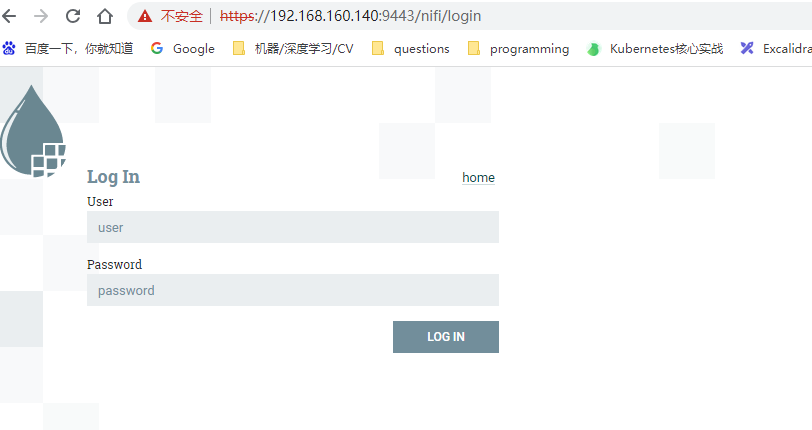 不安全 https://192.168.160.140:9443/nifi/login
百度一下，你就知道 Google 机器/深度学习/CV questions programming Kubernetes核心实战 Excalidra
Log In home
User
user
Password
password
LOG IN